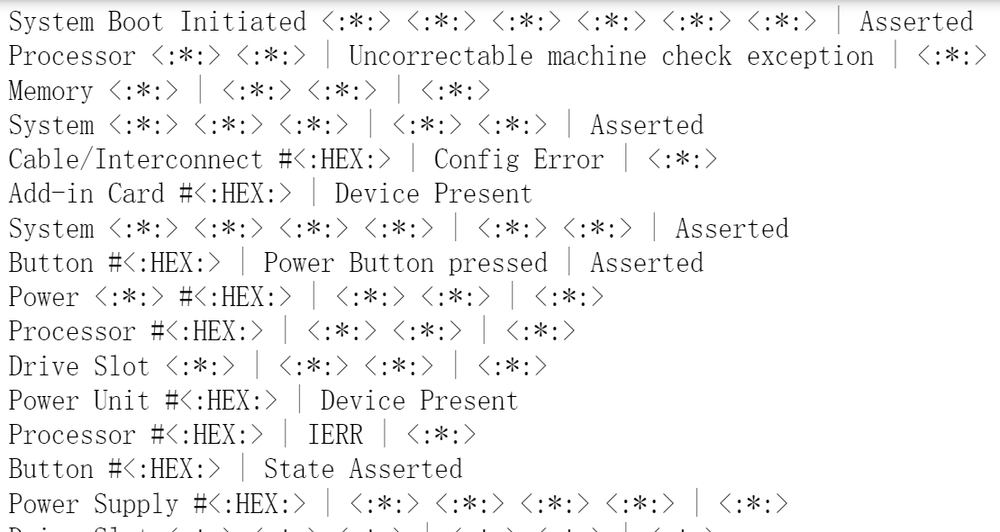 System Boot Initiated <:*:> <:*:> <:*:> <:*:> <:*:> <:*:> | Asserted
Processor <:*:> <:*:> | Uncorrectable machine check exception | <:*:>
Memory <:*:> | <:*:> <:*:> | <:*:>
System <:*:> <:*:> <:*:> | <:*:> <:*:> | Asserted
Cable/Interconnect #<:HEX:> | Config Error | <:*:>
Add-in Card #<:HEX:> | Device Present
System <:*:> <:*:> <:*:> <:*:> | <:*:> <:*:> | Asserted
Button #<:HEX:> | Power Button pressed | Asserted
Power <:*:> #<:HEX:> | <:*:> <:*:> | <:*:>
Processor #<:HEX:> | <:*:> <:*:> | <:*:>
Drive Slot <:*:> | <:*:> <:*:> | <:*:>
Power Unit #<:HEX:> | Device Present
Processor #<:HEX:> | IERR | <:*:>
Button #<:HEX:> | State Asserted
Power Supply #<:HEX:> | <:*:> <:*:> <:*:> <:*:> | <:*:>